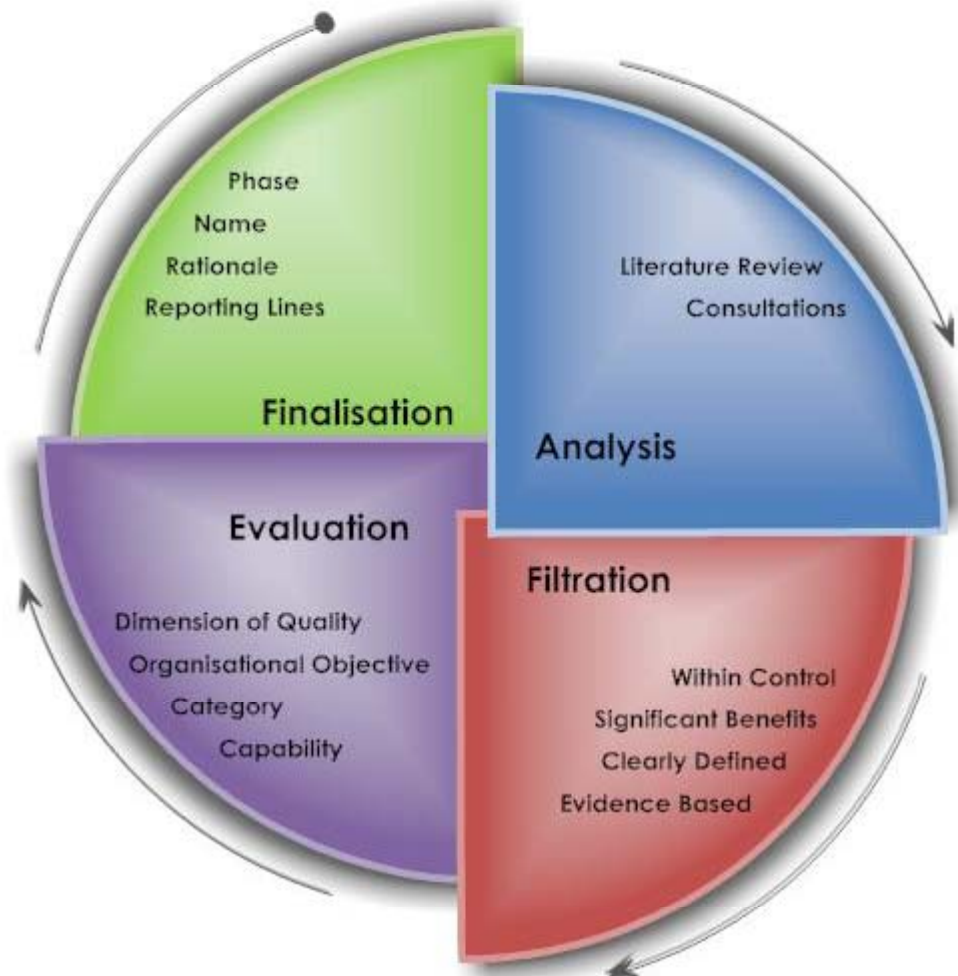 Phase
Name
Rationale
Reporting Lines
Finalisation
Literature Review
Consultations
Analysis
Evaluation
Dimension of Quality
Organisational Objective
Category
Capability
Filtration
Within Control
Significant Benefits
Clearly Defined
Evidence Based